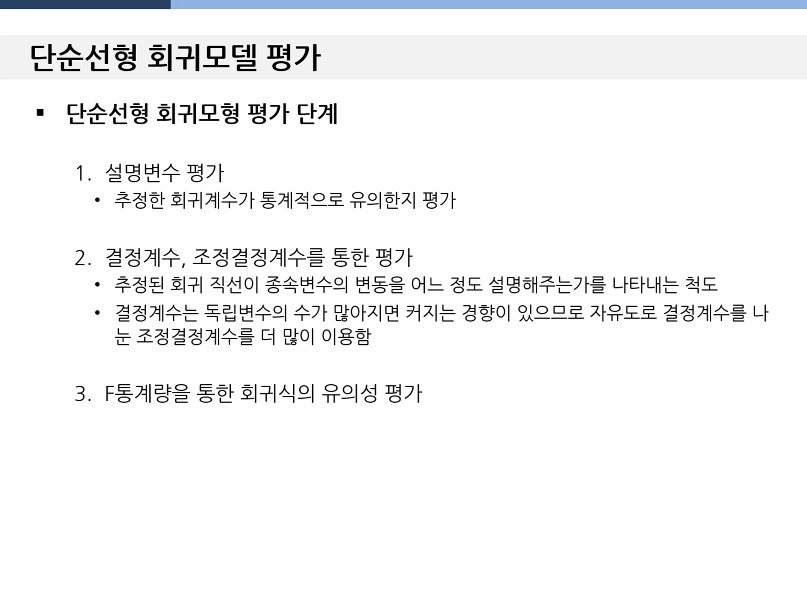 단순선형 회귀모델 평가
▪ 단순선형 회귀모형 평가 단계
1. 설명변수 평가
• 추정한 회귀계수가 통계적으로 유의한지 평가
2. 결정계수, 조정결정계수를 통한 평가
• 추정된 회귀 직선이 종속변수의 변동을 어느 정도 설명해주는가를 나타내는 척도
• 결정계수는 독립변수의 수가 많아지면 커지는 경향이 있으므로 자유도로 결정계수를 나
눈 조정결정계수를 더 많이 이용함
3. F통계량을 통한 회귀식의 유의성 평가